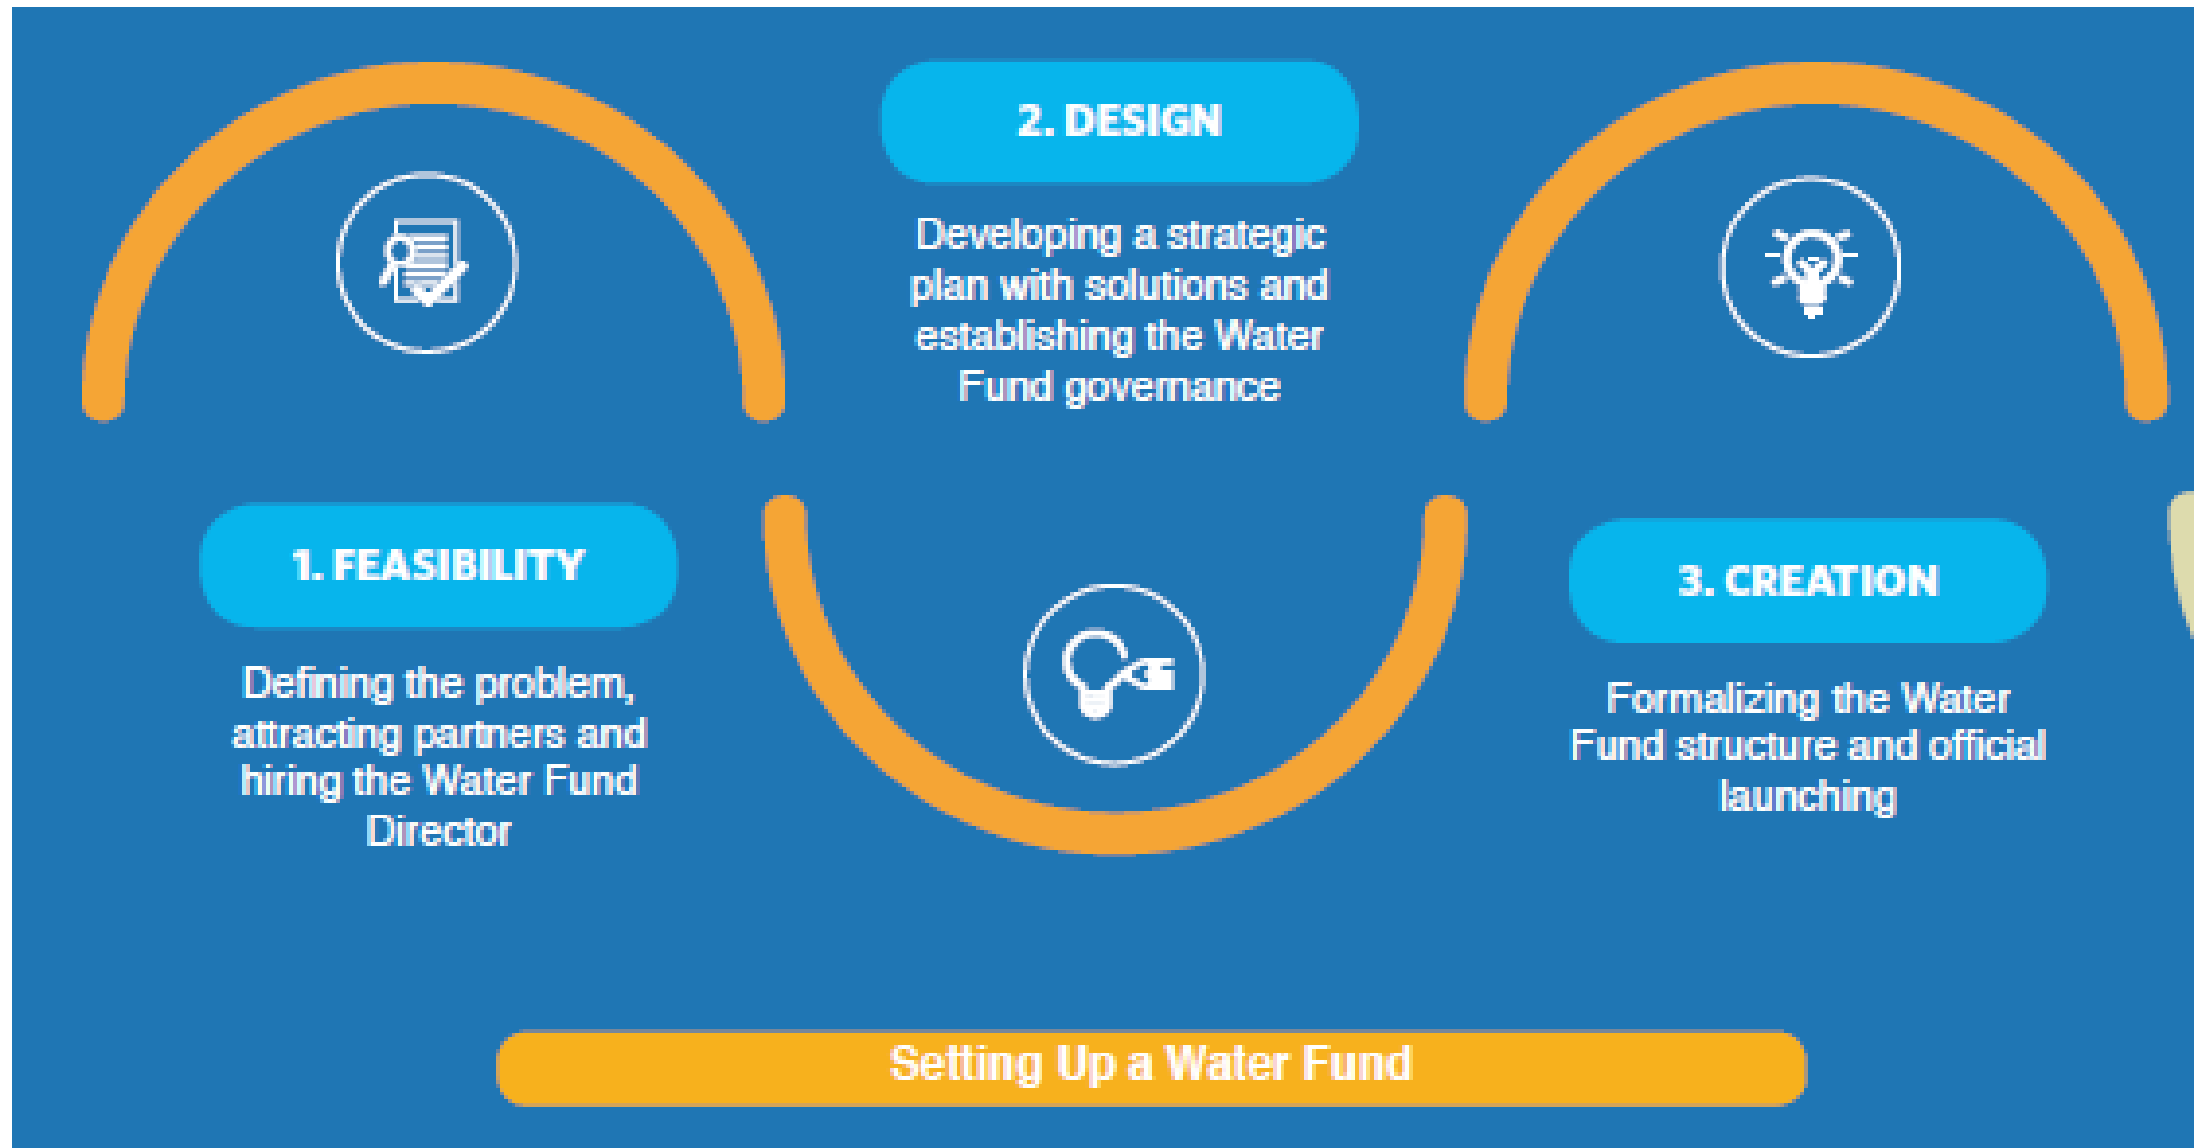 1. FEASIBILITY
Defining the problem,
attracting partners and
hiring the Water Fund
Director
2. DESIGN
Developing a strategic
plan with solutions and
establishing the Water
Fund governance
3. CREATION
Formalizing the Water
Fund structure and official
launching
Setting Up a Water Fund